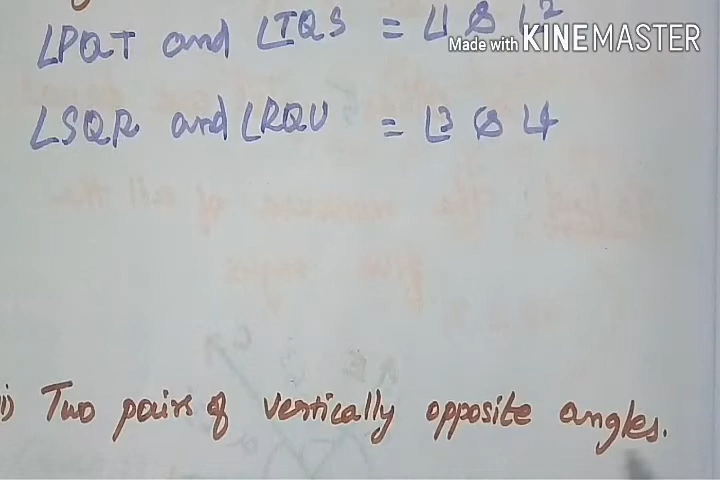 ∠PQT and ∠TQS = ∠1 & ∠2
Made with KINEMASTER
∠SQR and ∠RQU = ∠3 & ∠4
i) Two pairs of vertically opposite angles.